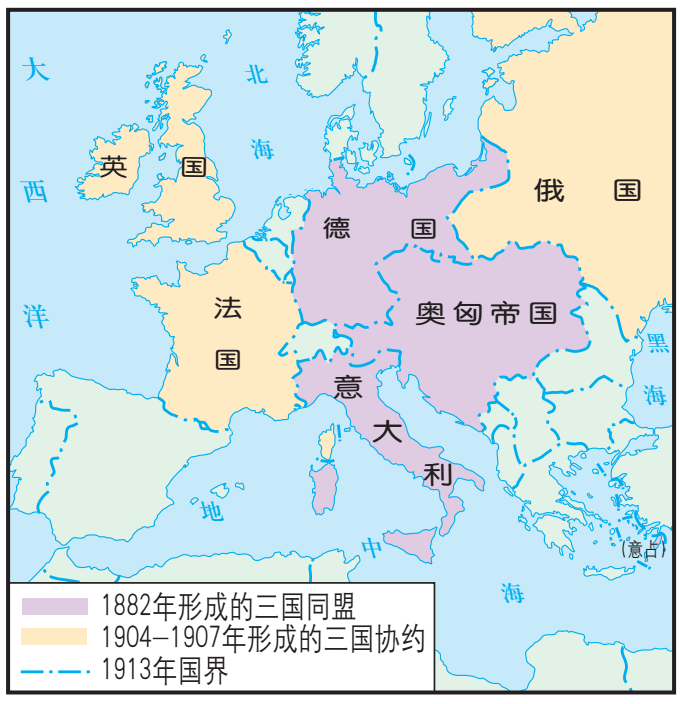 大西洋
北海
英国
俄国
德国
法国
奥匈帝国
黑海
意大利
地中海
(意占)
1882年形成的三国同盟
1904–1907年形成的三国协约
1913年国界